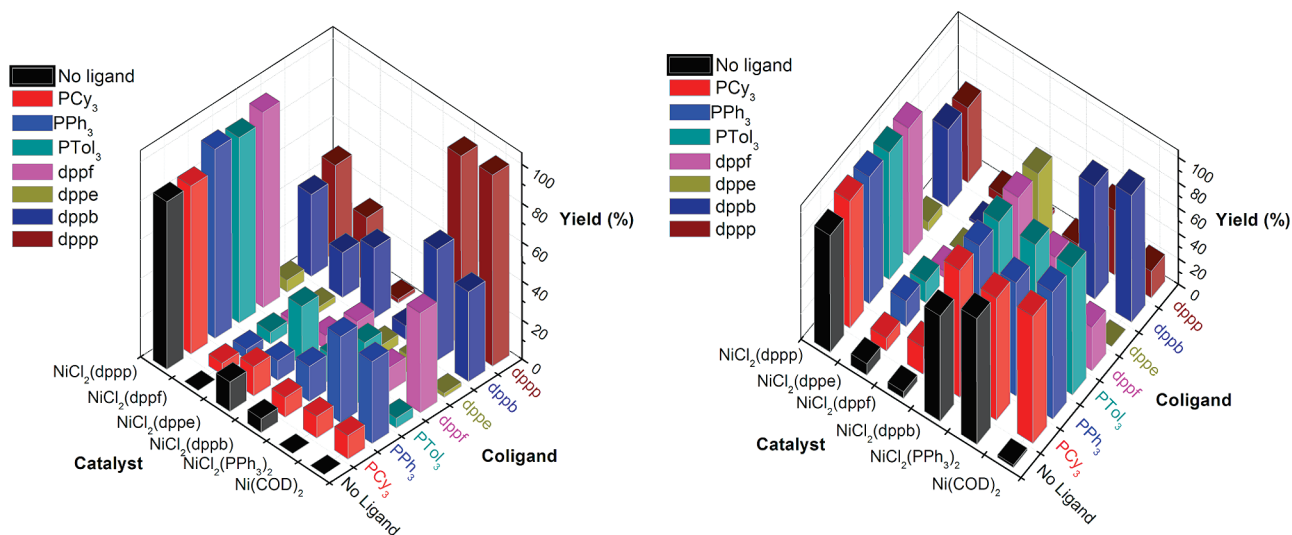 No ligand
PCy₃
PPh₃
PTol₃
dppf
dppe
dppb
dppp
100
80
60
40
20
0
Yield (%)
NiCl₂(dppp)
NiCl₂(dppf)
NiCl₂(dppe)
NiCl₂(dppb)
NiCl₂(PPh₃)₂
Ni(COD)₂
Catalyst
No Ligand
PCy₃
PPh₃
PTol₃
dppf
dppe
dppb
dppp
Coligand
No ligand
PCy₃
PPh₃
PTol₃
dppf
dppe
dppb
dppp
100
80
60
40
20
0
Yield (%)
NiCl₂(dppp)
NiCl₂(dppe)
NiCl₂(dppf)
NiCl₂(dppb)
NiCl₂(PPh₃)₂
Ni(COD)₂
Catalyst
No Ligand
PCy₃
PPh₃
PTol₃
dppf
dppe
dppb
dppp
Coligand